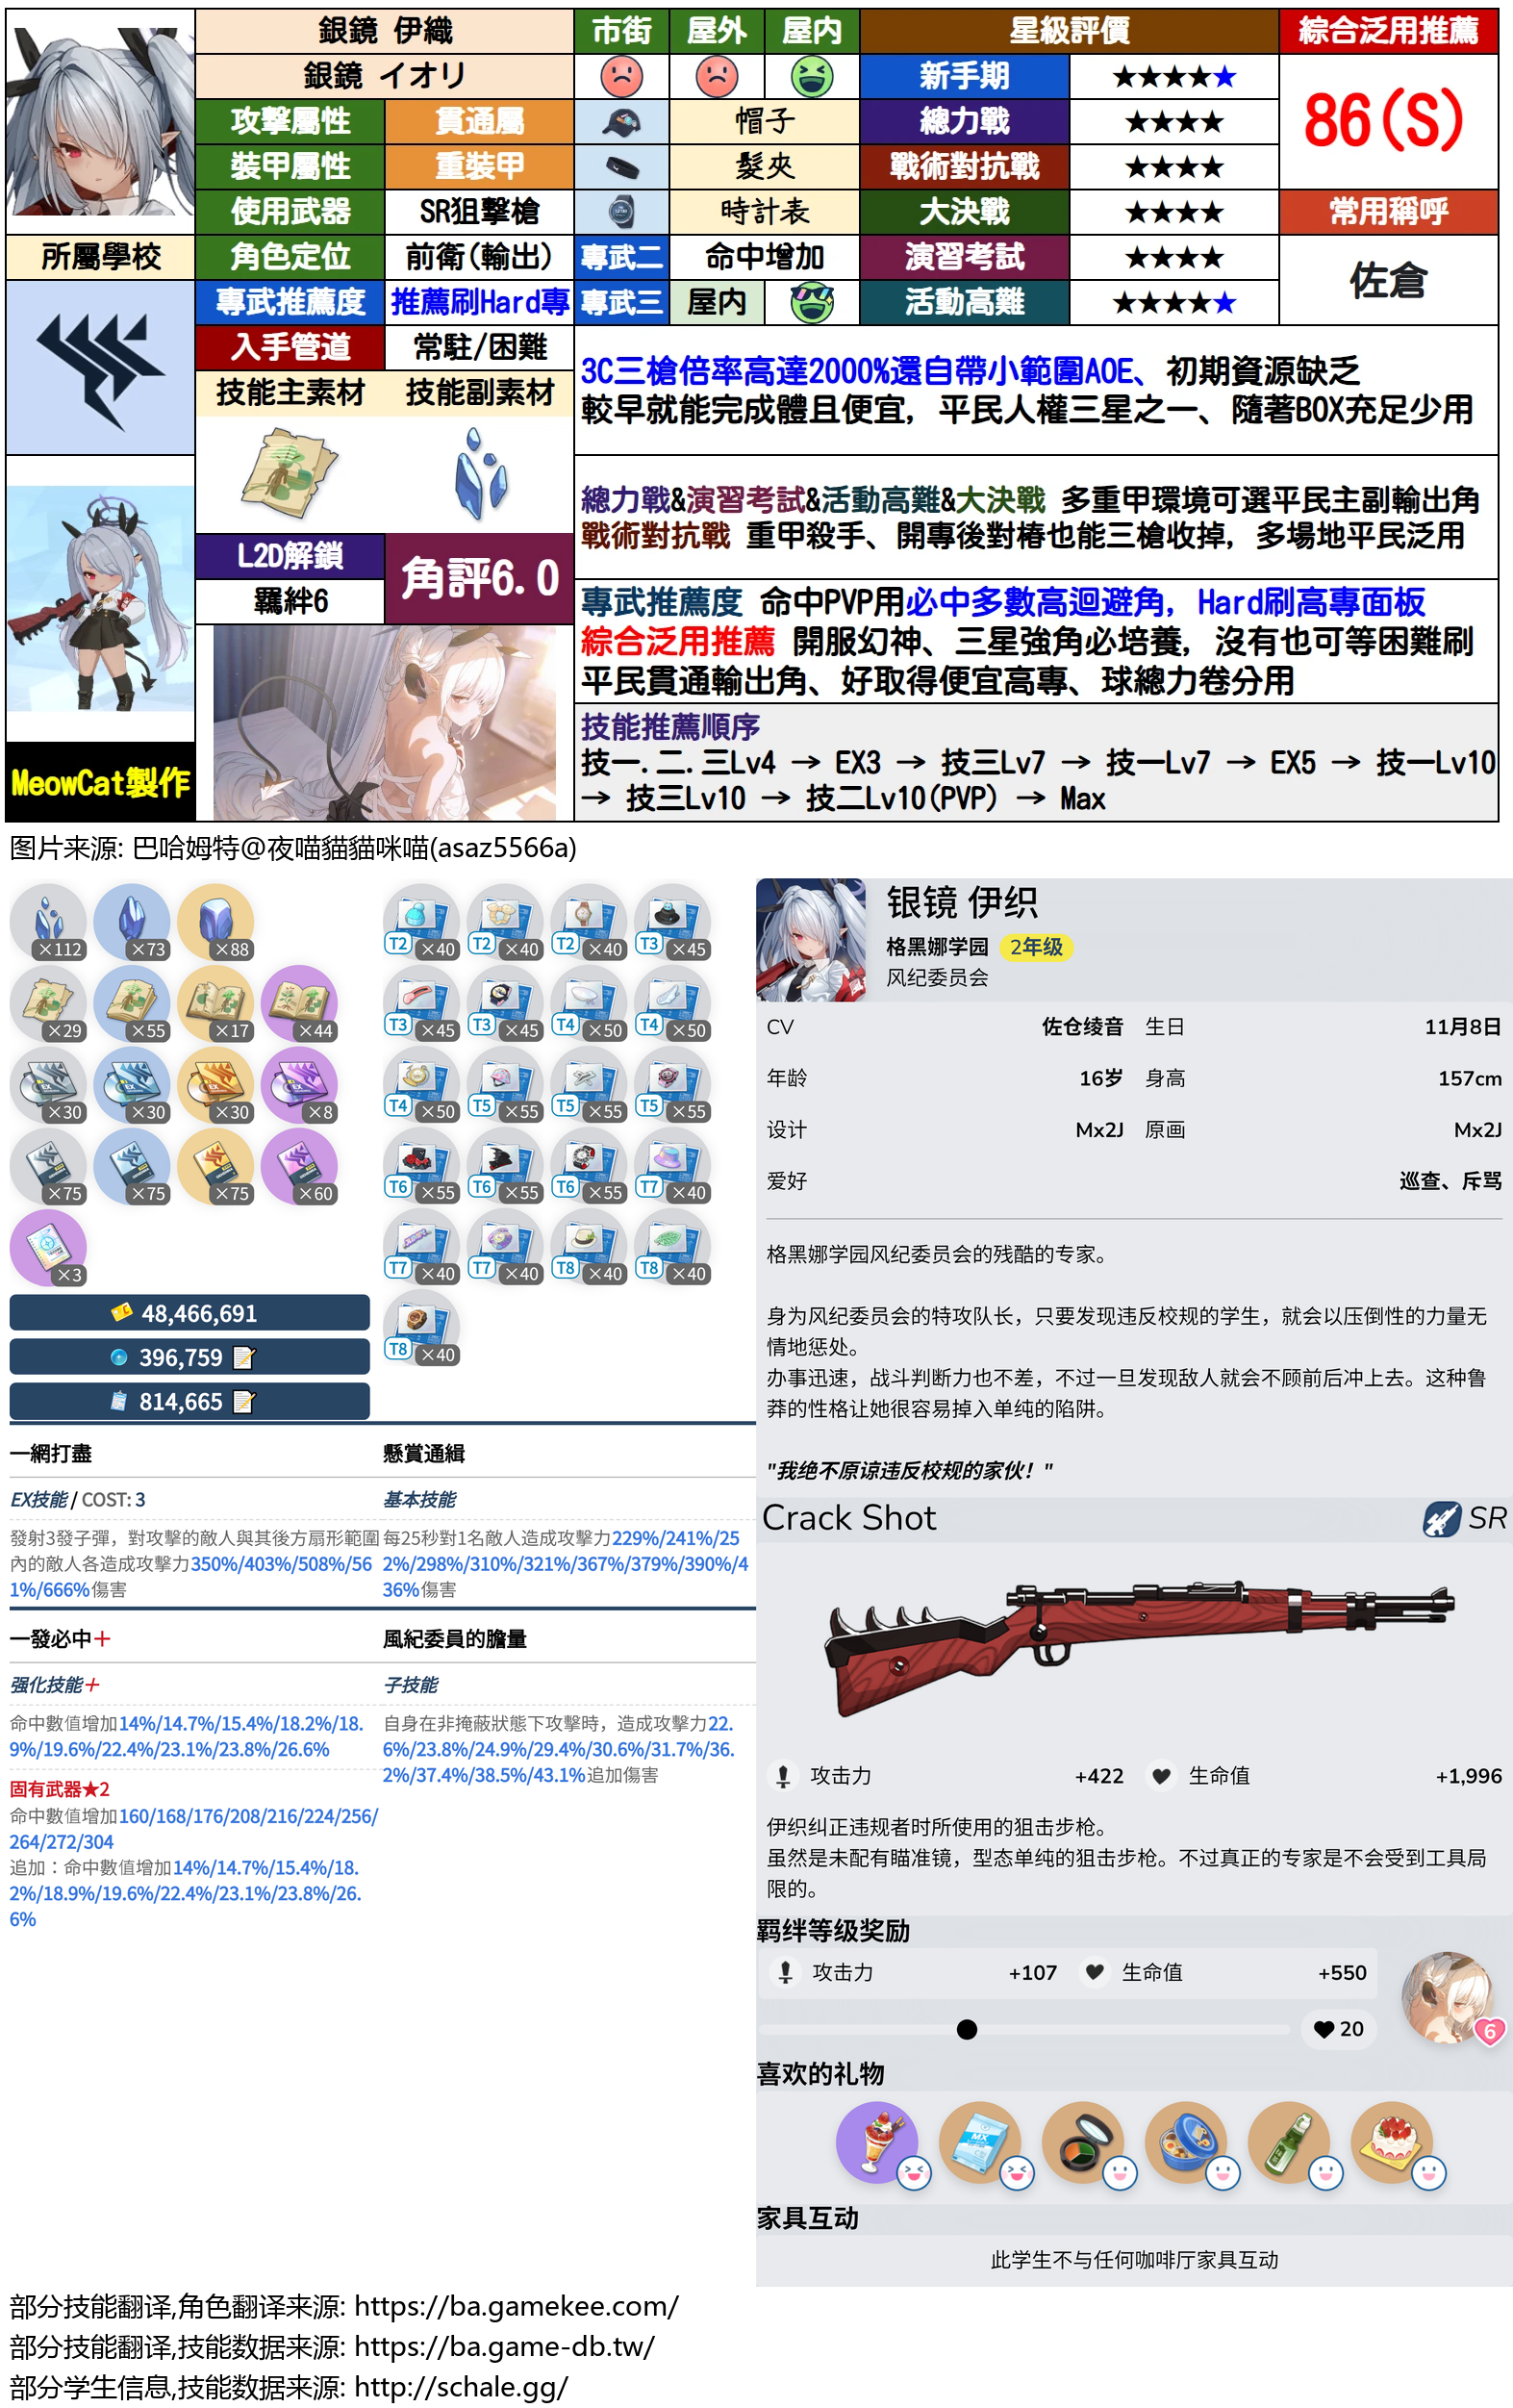 銀鏡 伊織
市街 屋外 屋内
星級評價
綜合泛用推薦
銀鏡 イオリ
新手期 ★★★★★
86(S)
攻擊屬性 貫通屬
帽子
總力戰 ★★★★
裝甲屬性 重裝甲
髮夾
戰術對抗戰 ★★★★
使用武器 SR狙擊槍
時計表
大決戰 ★★★★
常用稱呼
所屬學校
角色定位 前衛(輸出)
專武二 命中增加
演習考試 ★★★★
佐倉
專武推薦度 推薦刷Hard專
專武三 屋内
活動高難 ★★★★★
入手管道 常駐/困難
技能主素材 技能副素材
3C三槍倍率高達2000%還自帶小範圍AOE、初期資源缺乏
較早就能完成體且便宜, 平民人權三星之一、隨著BOX充足少用
總力戰&演習考試&活動高難&大決戰 多重甲環境可選平民主副輸出角
戰術對抗戰 重甲殺手、開專後對樁也能三槍收掉, 多場地平民泛用
L2D解鎖
角評6.0
羈絆6
專武推薦度 命中PVP用必中多數高迴避角, Hard刷高專面板
綜合泛用推薦 開服幻神、三星強角必培養, 沒有也可等困難刷
平民貫通輸出角、好取得便宜高專、球總力卷分用
技能推薦順序
技一.二.三Lv4 → EX3 → 技三Lv7 → 技一Lv7 → EX5 → 技一Lv10
→ 技三Lv10 → 技二Lv10(PVP) → Max
MeowCat製作
图片来源: 巴哈姆特@夜喵貓貓咪喵(asaz5566a)
×112 ×73 ×88
×29 ×55 ×17 ×44
EX ×30 ×30 EX ×30 EX ×8
×75 ×75 ×75 ×60
×3
48,466,691
396,759
814,665
T2 ×40 T2 ×40 T2 ×40 T3 ×45
T3 ×45 T3 ×45 T4 ×50 T4 ×50
T4 ×50 T5 ×55 T5 ×55 T5 ×55
T6 ×55 T6 ×55 T6 ×55 T7 ×40
T7 ×40 T7 ×40 T8 ×40 T8 ×40
T8 ×40
一網打盡
EX技能 / COST: 3
發射3發子彈，對攻擊的敵人與其後方扇形範圍
內的敵人各造成攻擊力350%/403%/508%/56
1%/666%傷害
懸賞通緝
基本技能
每25秒對1名敵人造成攻擊力229%/241%/25
2%/298%/310%/321%/367%/379%/390%/4
36%傷害
一發必中+
强化技能+
命中數值增加14%/14.7%/15.4%/18.2%/18.
9%/19.6%/22.4%/23.1%/23.8%/26.6%
固有武器★2
命中數值增加160/168/176/208/216/224/256/
264/272/304
追加：命中數值增加14%/14.7%/15.4%/18.
2%/18.9%/19.6%/22.4%/23.1%/23.8%/26.
6%
風紀委員的膽量
子技能
自身在非掩蔽狀態下攻擊時，造成攻擊力22.
6%/23.8%/24.9%/29.4%/30.6%/31.7%/36.
2%/37.4%/38.5%/43.1%追加傷害
银镜 伊织
格黑娜学园 2年级
风纪委员会
CV 佐仓绫音 生日 11月8日
年龄 16岁 身高 157cm
设计 Mx2J 原画 Mx2J
爱好 巡查、斥骂
格黑娜学园风纪委员会的残酷的专家。
身为风纪委员会的特攻队长，只要发现违反校规的学生，就会以压倒性的力量无
情地惩处。
办事迅速，战斗判断力也不差，不过一旦发现敌人就会不顾前后冲上去。这种鲁
莽的性格让她很容易掉入单纯的陷阱。
"我绝不原谅违反校规的家伙！"
Crack Shot SR
攻击力 +422 生命值 +1,996
伊织纠正违规者时所使用的狙击步枪。
虽然是未配有瞄准镜，型态单纯的狙击步枪。不过真正的专家是不会受到工具局
限的。
羁绊等级奖励
攻击力 +107 生命值 +550
20
6
喜欢的礼物
MX
家具互动
此学生不与任何咖啡厅家具互动
部分技能翻译,角色翻译来源: https://ba.gamekee.com/
部分技能翻译,技能数据来源: https://ba.game-db.tw/
部分学生信息,技能数据来源: http://schale.gg/